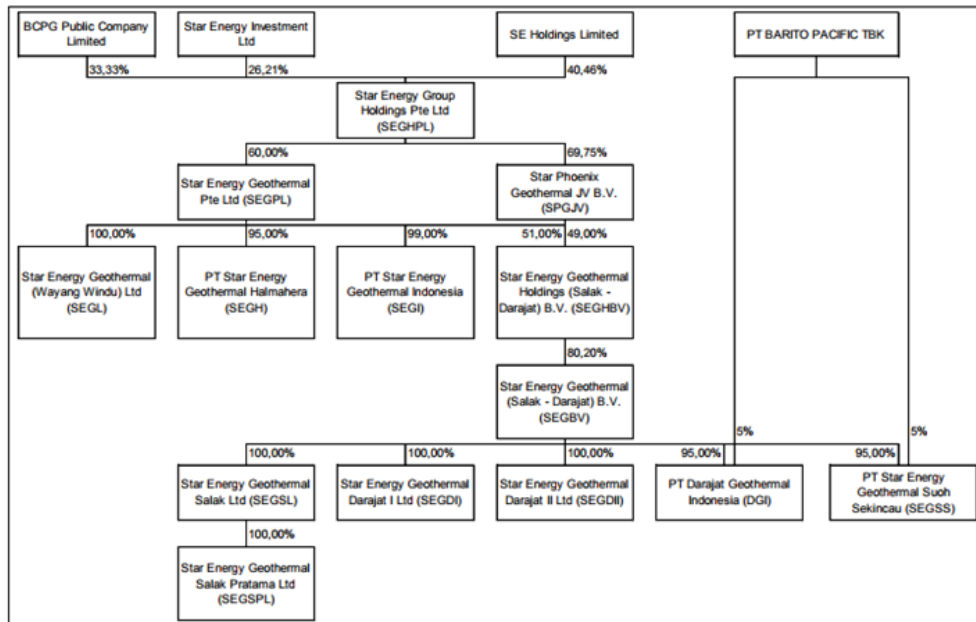 BCPG Public Company
Limited
Star Energy Investment
Ltd
SE Holdings Limited
PT BARITO PACIFIC TBK
33,33%
26,21%
40,46%
Star Energy Group
Holdings Pte Ltd
(SEGHPL)
60,00%
69,75%
Star Energy Geothermal
Pte Ltd (SEGPL)
Star Phoenix
Geothermal JV B.V.
(SPGJV)
100,00%
95,00%
99,00%
51,00%
49,00%
Star Energy Geothermal
(Wayang Windu) Ltd
(SEGL)
PT Star Energy
Geothermal Halmahera
(SEGH)
PT Star Energy
Geothermal Indonesia
(SEGI)
Star Energy Geothermal
Holdings (Salak -
Darajat) B.V. (SEGHBV)
80,20%
Star Energy Geothermal
(Salak - Darajat) B.V.
(SEGBV)
5%
5%
100,00%
100,00%
100,00%
95,00%
95,00%
Star Energy Geothermal
Salak Ltd (SEGSL)
Star Energy Geothermal
Darajat I Ltd (SEGDI)
Star Energy Geothermal
Darajat II Ltd (SEGDII)
PT Darajat Geothermal
Indonesia (DGI)
PT Star Energy
Geothermal Suoh
Sekincau (SEGSS)
100,00%
Star Energy Geothermal
Salak Pratama Ltd
(SEGSPL)